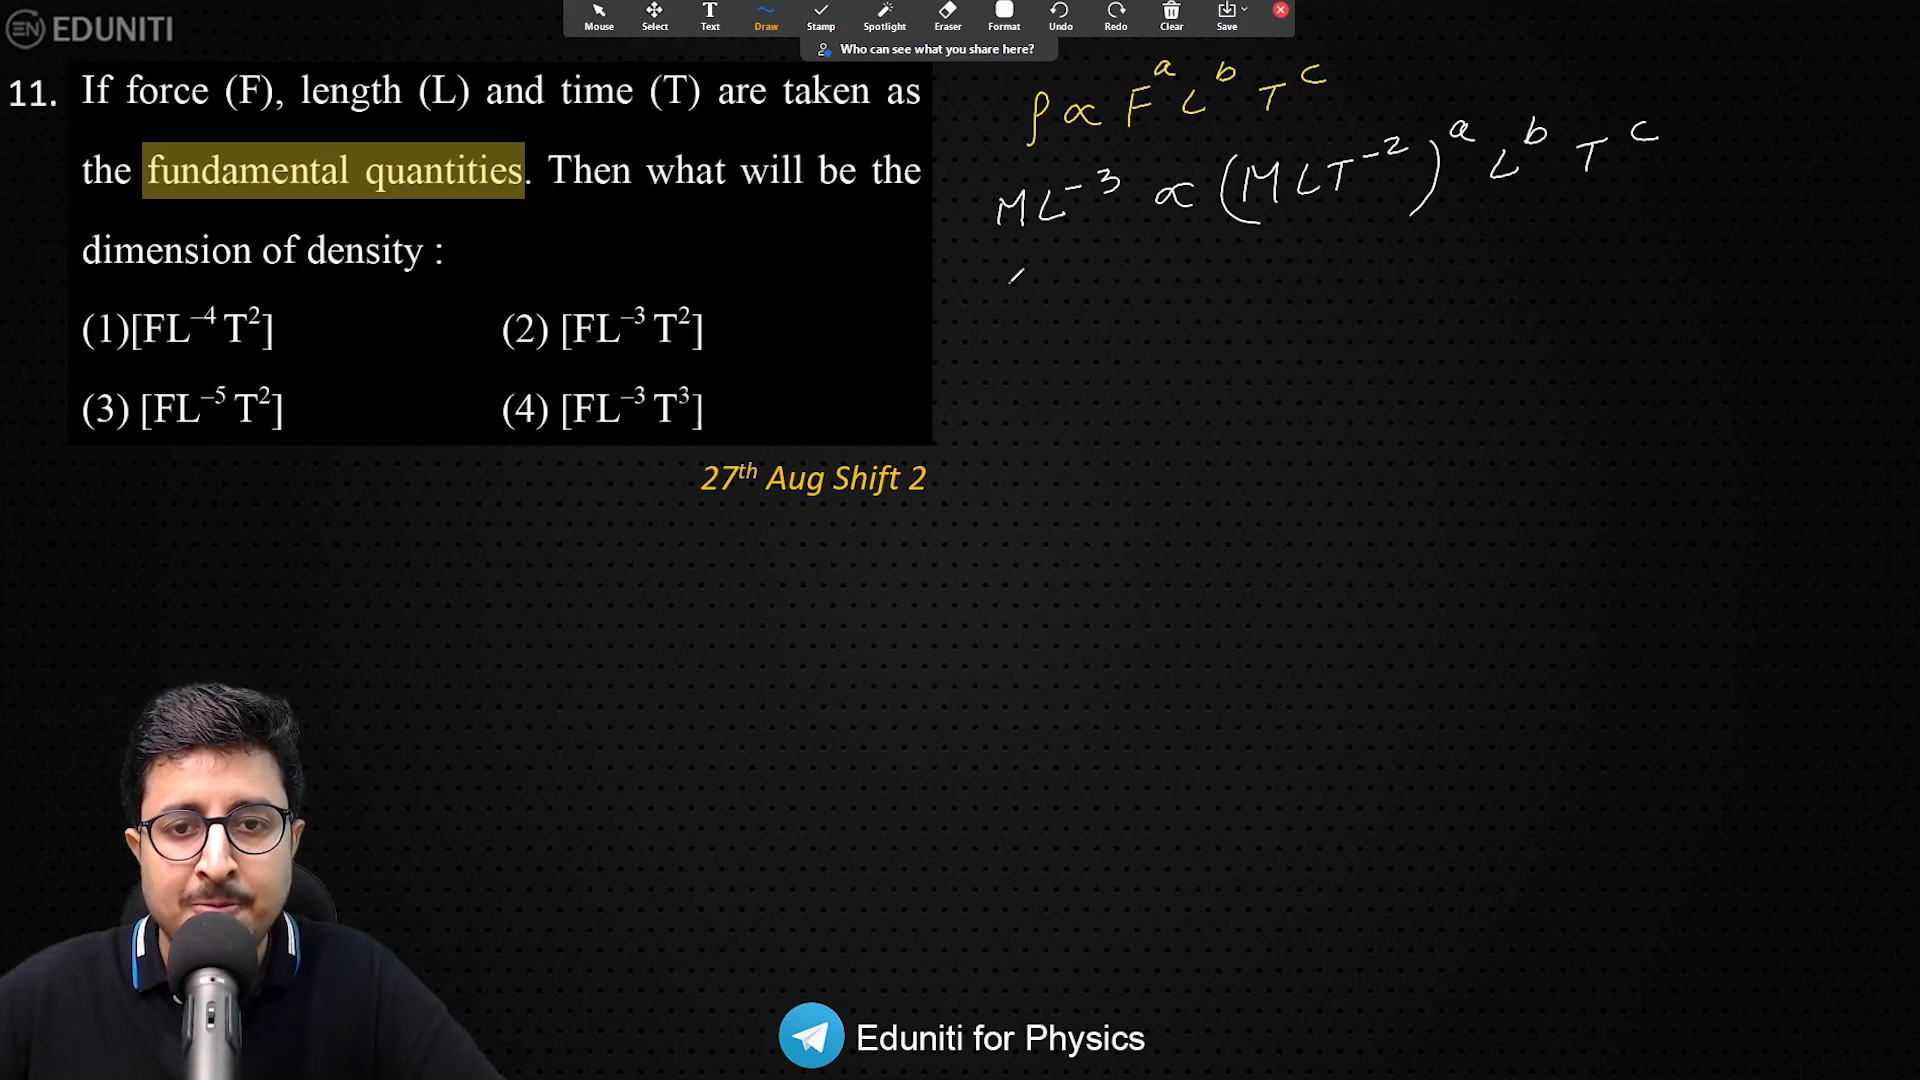 EN EDUNITI
Mouse Select Text Draw Stamp Spotlight Eraser Format Undo Redo Clear Save
Who can see what you share here?
11. If force (F), length (L) and time (T) are taken as
the fundamental quantities. Then what will be the
dimension of density :
(1)[FL⁻⁴ T²] (2) [FL⁻³ T²]
(3) [FL⁻⁵ T²] (4) [FL⁻³ T³]
27th Aug Shift 2
ρ ∝ Fᵃ Lᵇ Tᶜ
ML⁻³ ∝ (MLT⁻²)ᵃ Lᵇ Tᶜ
Eduniti for Physics